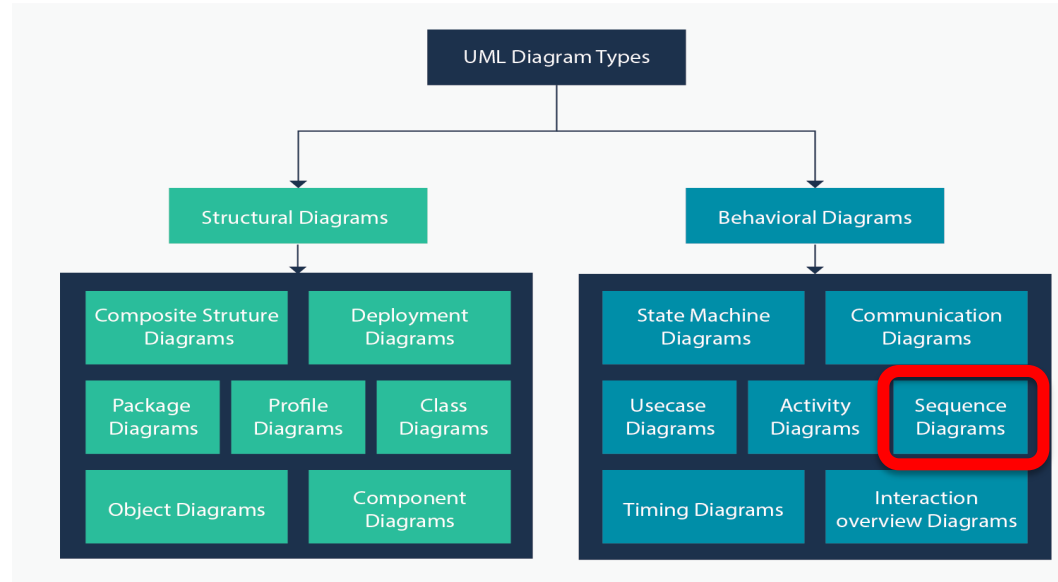 UML Diagram Types
Structural Diagrams
Behavioral Diagrams
Composite Struture
Diagrams
Deployment
Diagrams
Package
Diagrams
Profile
Diagrams
Class
Diagrams
Object Diagrams
Component
Diagrams
State Machine
Diagrams
Communication
Diagrams
Usecase
Diagrams
Activity
Diagrams
Sequence
Diagrams
Timing Diagrams
Interaction
overview Diagrams